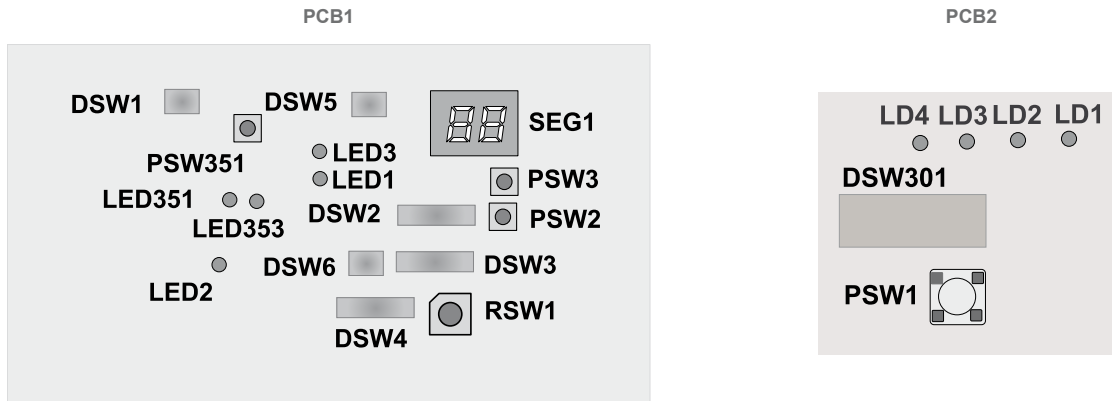 PCB1
PCB2
DSW1
DSW5
SEG1
PSW351
LED3
LED1
PSW3
LED351
DSW2
PSW2
LED353
DSW6
DSW3
LED2
RSW1
DSW4
LD4 LD3 LD2 LD1
DSW301
PSW1